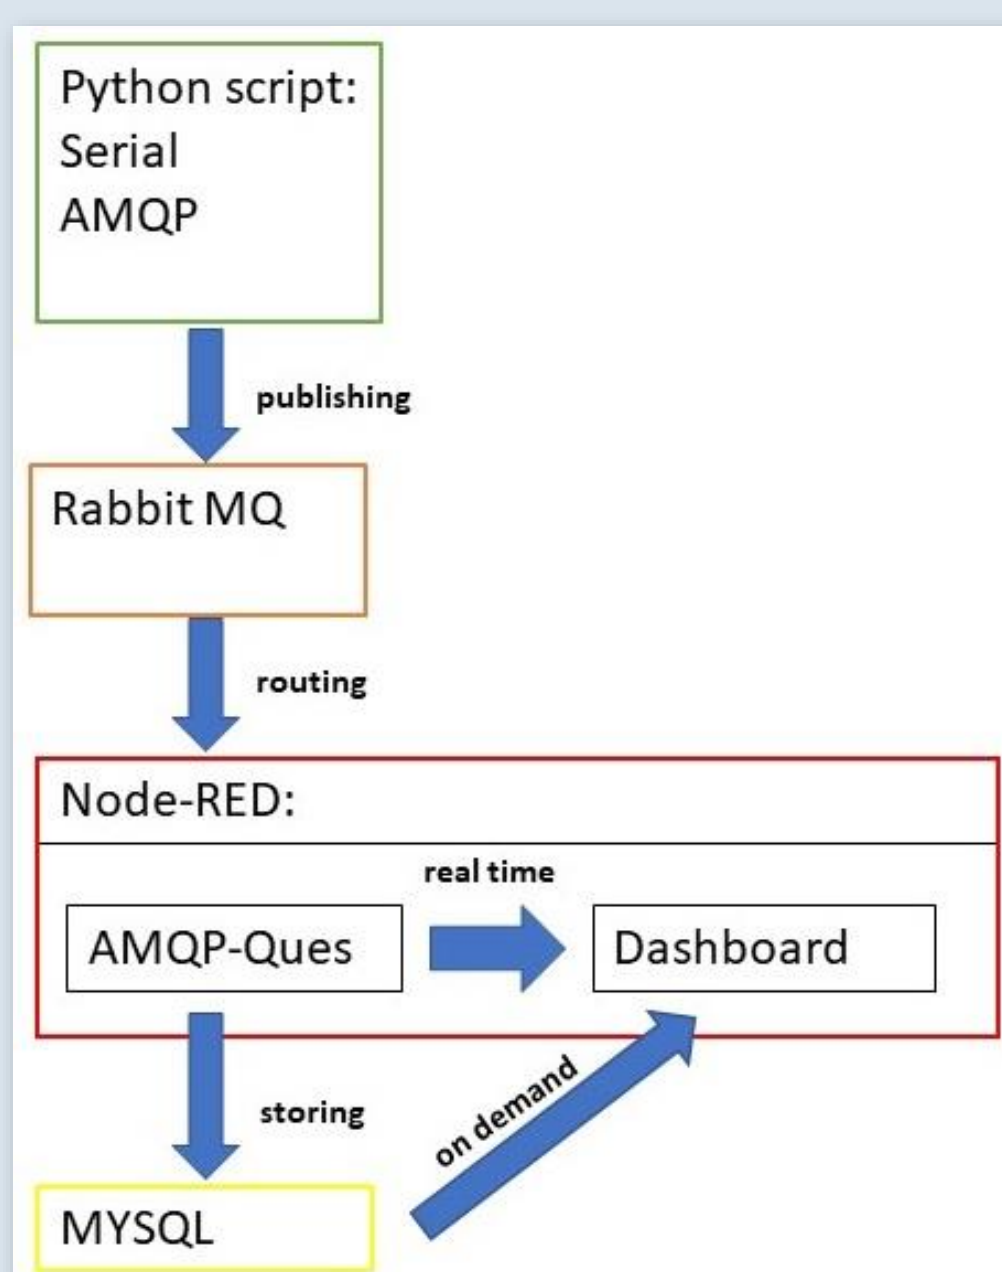 Python script:
Serial
AMQP
publishing
Rabbit MQ
routing
Node-RED:
real time
AMQP-Ques
Dashboard
storing
on demand
MYSQL